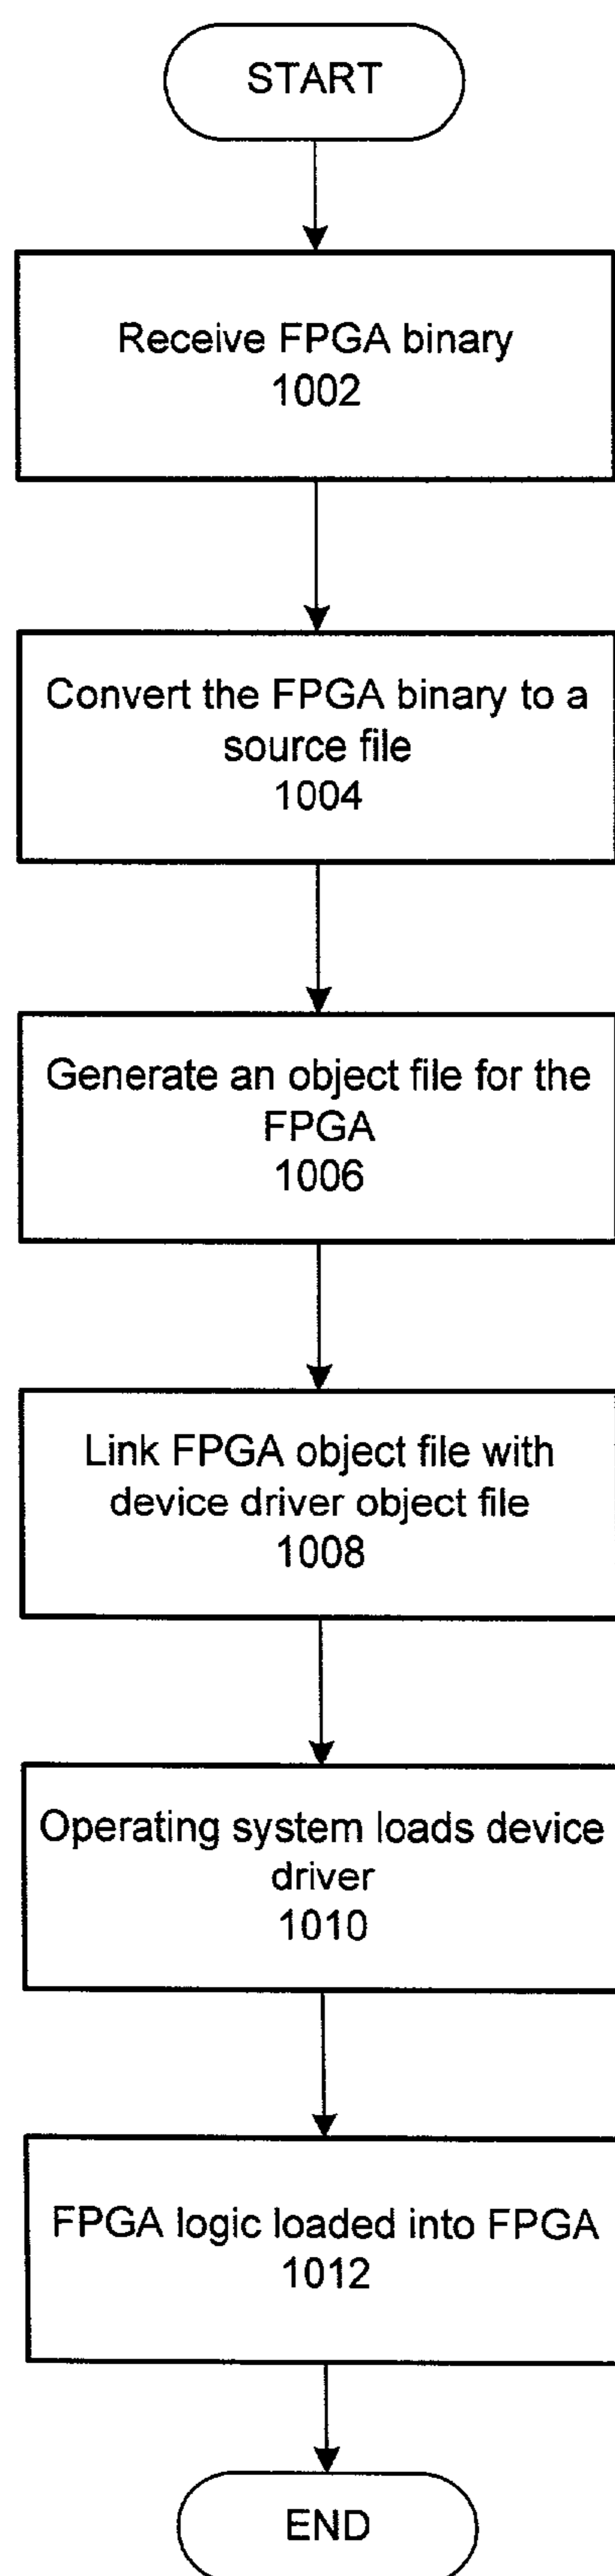 START
Receive FPGA binary
1002
Convert the FPGA binary to a
source file
1004
Generate an object file for the
FPGA
1006
Link FPGA object file with
device driver object file
1008
Operating system loads device
driver
1010
FPGA logic loaded into FPGA
1012
END